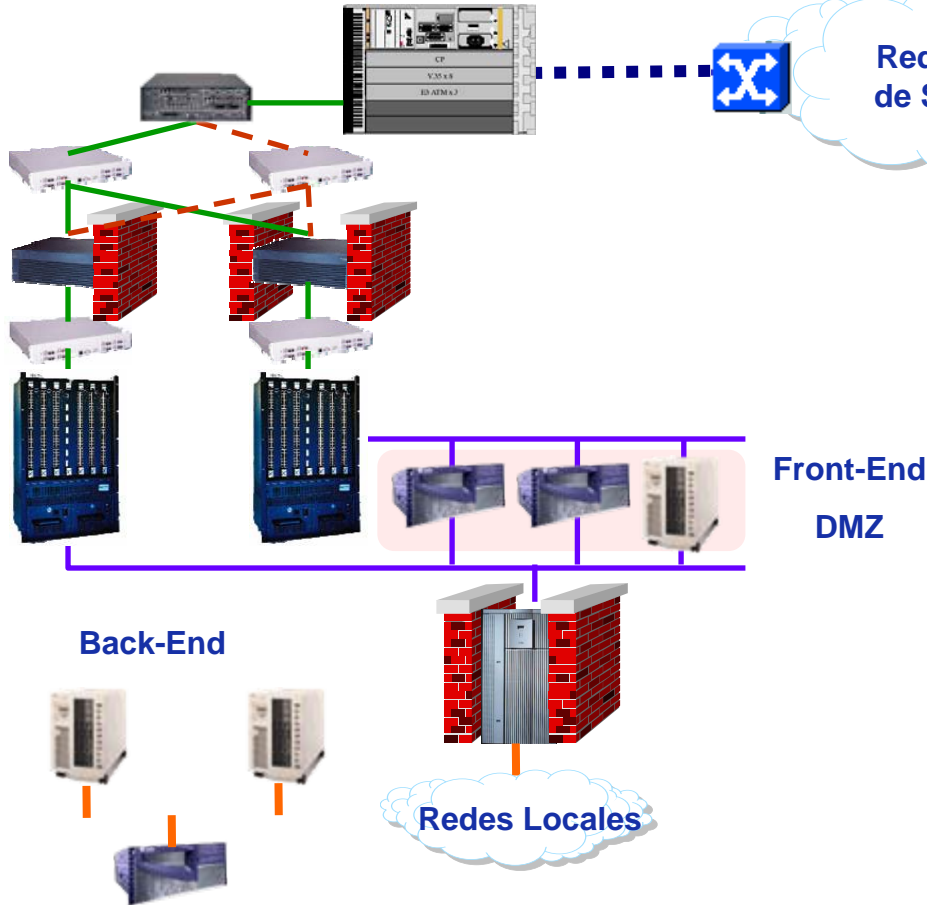 CP
V.35 x 8
E3 ATM x 3
Front-End
DMZ
Back-End
Redes Locales